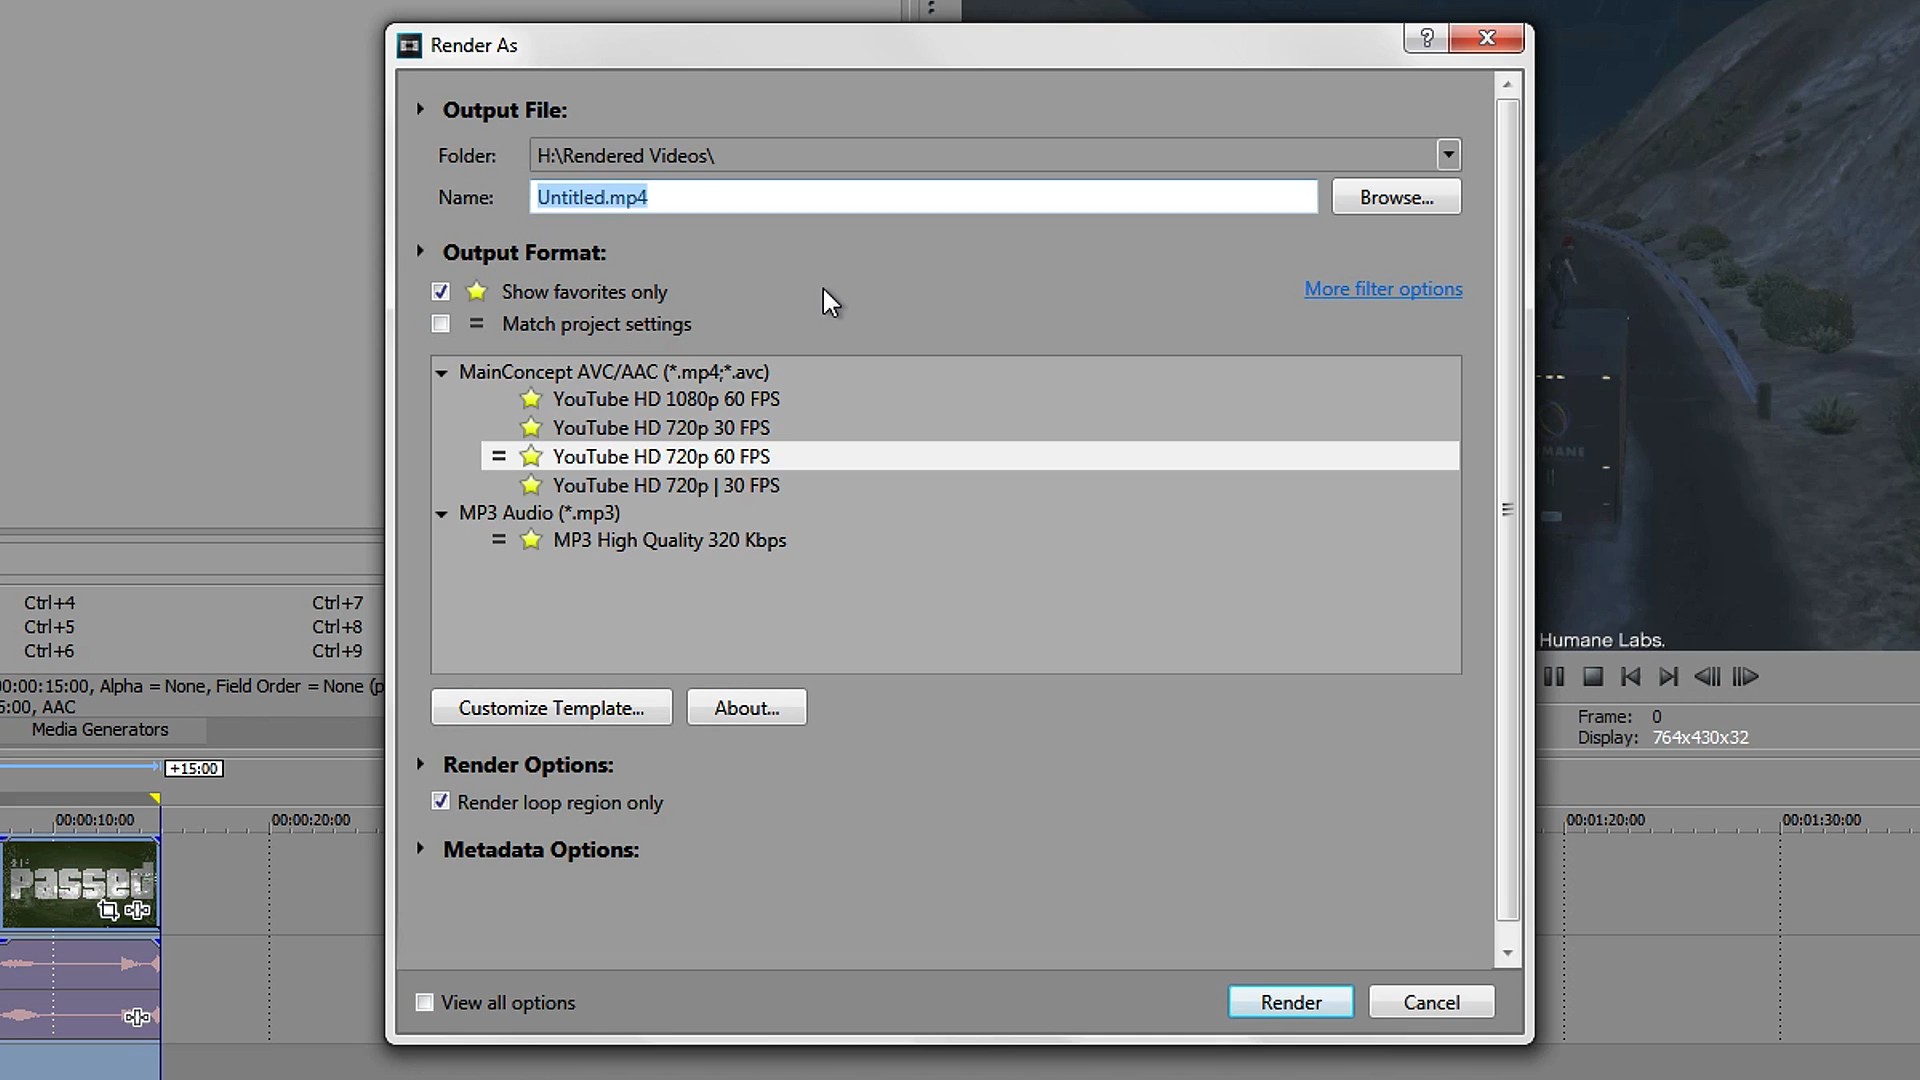 Render As
Output File:
Folder: H:\Rendered Videos\
Name: Untitled.mp4 Browse...
Output Format:
Show favorites only More filter options
= Match project settings
MainConcept AVC/AAC (*.mp4;*.avc)
YouTube HD 1080p 60 FPS
YouTube HD 720p 30 FPS
= YouTube HD 720p 60 FPS
YouTube HD 720p | 30 FPS
MP3 Audio (*.mp3)
= MP3 High Quality 320 Kbps
Customize Template... About...
Render Options:
Render loop region only
Metadata Options:
View all options Render Cancel
Ctrl+4 Ctrl+7
Ctrl+5 Ctrl+8
Ctrl+6 Ctrl+9
00:00:15:00, Alpha = None, Field Order = None (p
5:00, AAC
Media Generators
+15:00
00:00:10:00 00:00:20:00
passed
MANE
Humane Labs.
Frame: 0
Display: 764x430x32
00:01:20:00 00:01:30:00